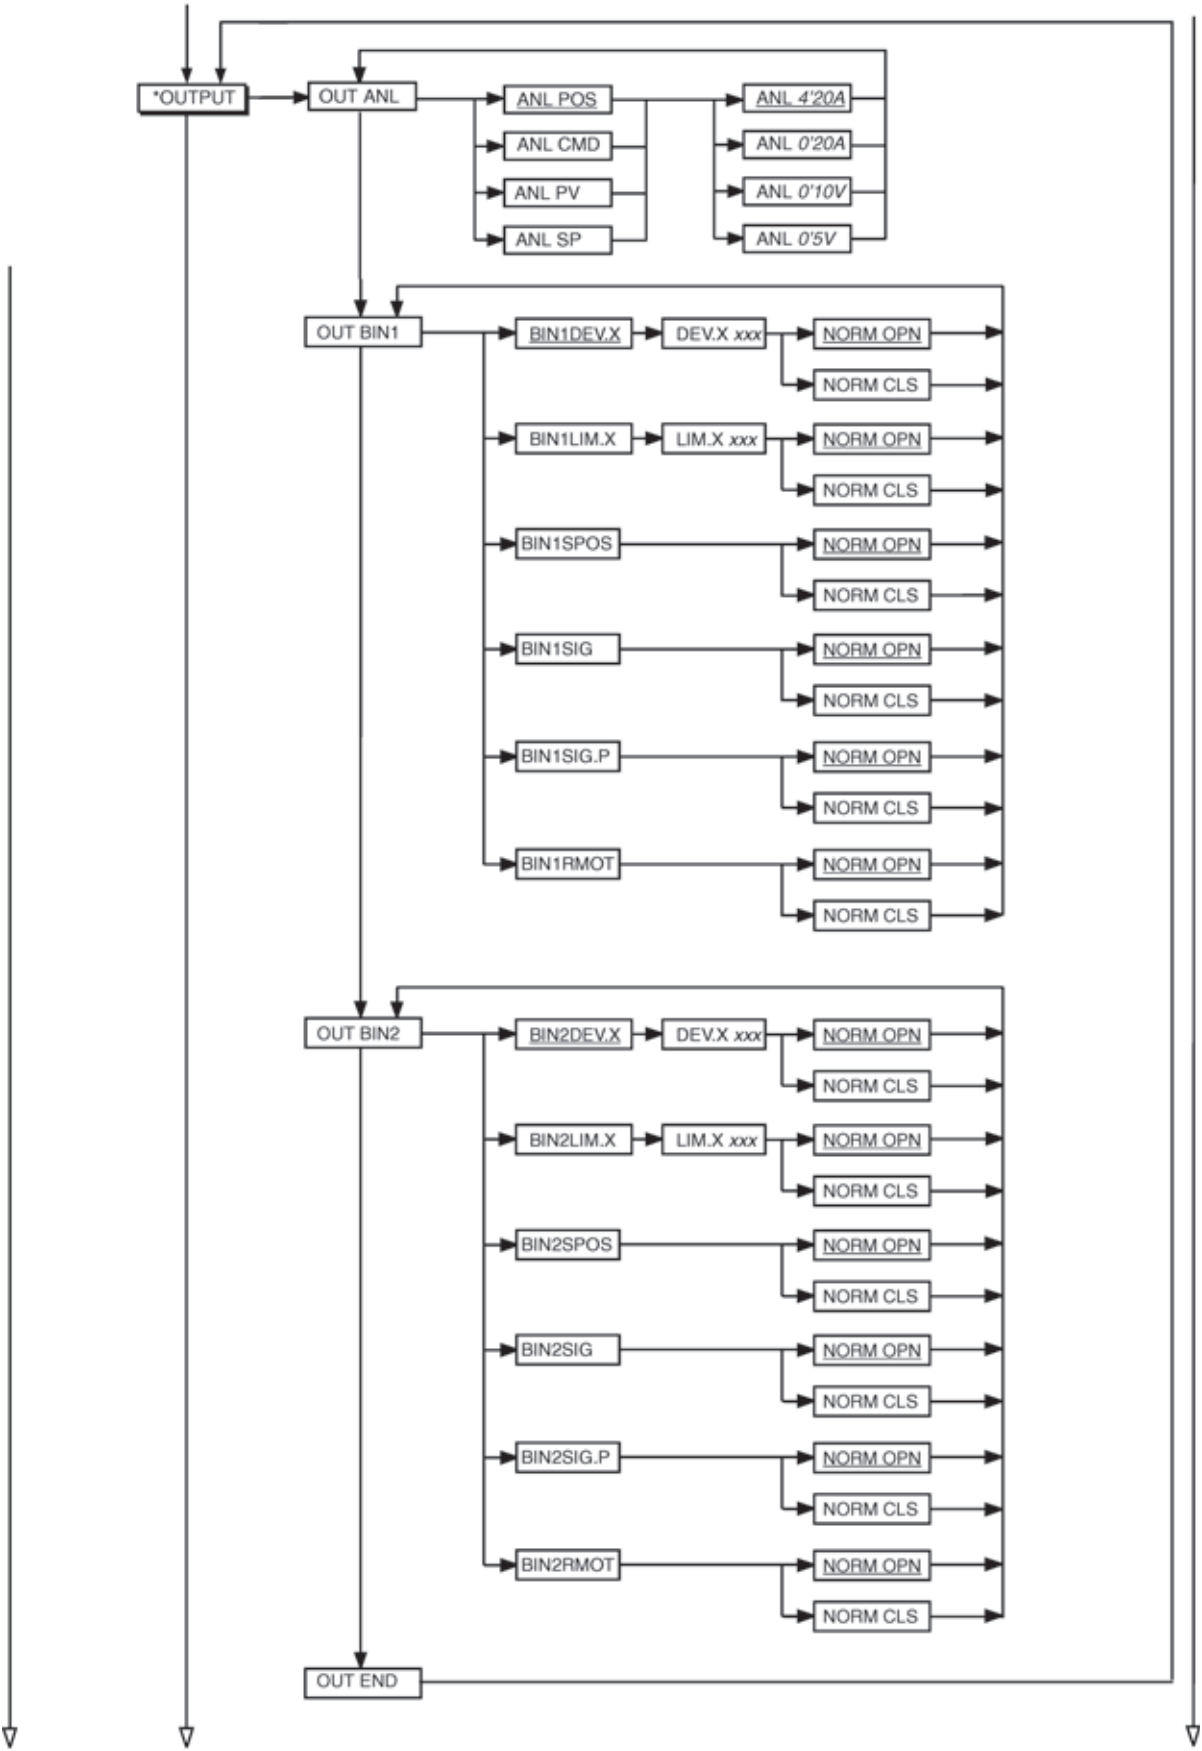 *OUTPUT
OUT ANL
ANL POS
ANL 4'20A
ANL CMD
ANL 0'20A
ANL PV
ANL 0'10V
ANL SP
ANL 0'5V
OUT BIN1
BIN1DEV.X
DEV.X xxx
NORM OPN
NORM CLS
BIN1LIM.X
LIM.X xxx
NORM OPN
NORM CLS
BIN1SPOS
NORM OPN
NORM CLS
BIN1SIG
NORM OPN
NORM CLS
BIN1SIG.P
NORM OPN
NORM CLS
BIN1RMOT
NORM OPN
NORM CLS
OUT BIN2
BIN2DEV.X
DEV.X xxx
NORM OPN
NORM CLS
BIN2LIM.X
LIM.X xxx
NORM OPN
NORM CLS
BIN2SPOS
NORM OPN
NORM CLS
BIN2SIG
NORM OPN
NORM CLS
BIN2SIG.P
NORM OPN
NORM CLS
BIN2RMOT
NORM OPN
NORM CLS
OUT END